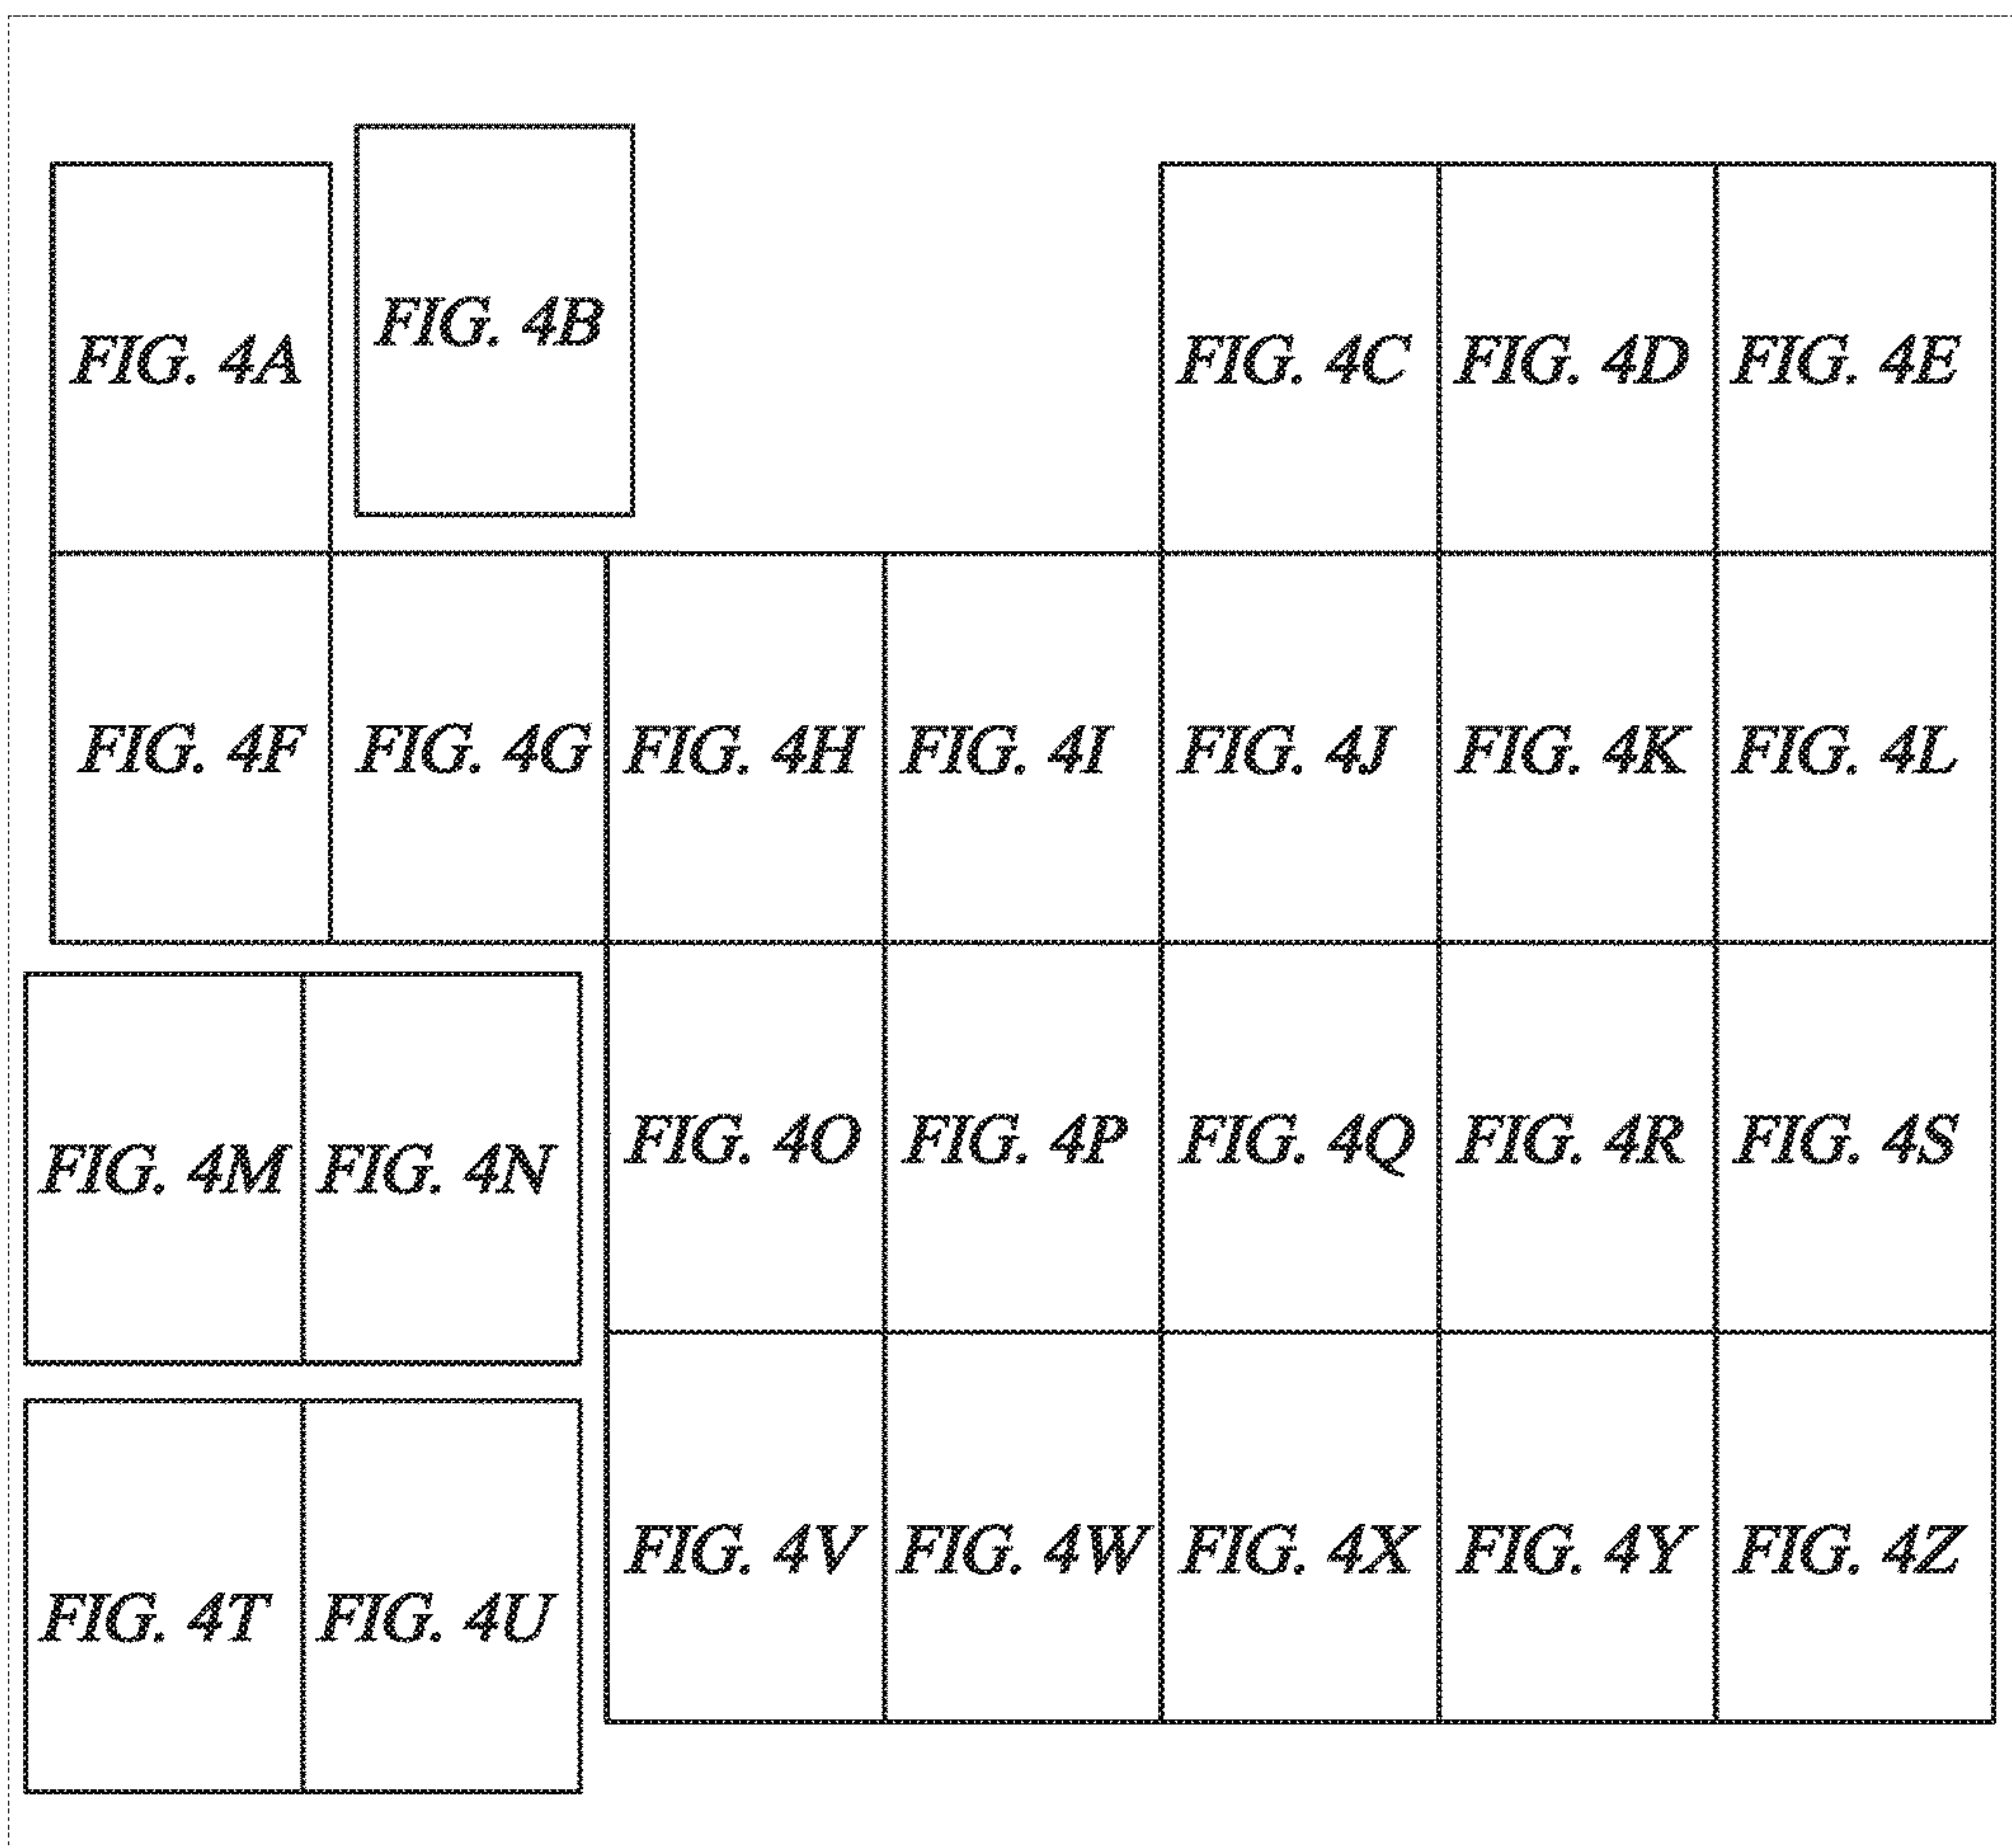 FIG. 4A
FIG. 4B
FIG. 4C
FIG. 4D
FIG. 4E
FIG. 4F
FIG. 4G
FIG. 4H
FIG. 4I
FIG. 4J
FIG. 4K
FIG. 4L
FIG. 4M
FIG. 4N
FIG. 4O
FIG. 4P
FIG. 4Q
FIG. 4R
FIG. 4S
FIG. 4T
FIG. 4U
FIG. 4V
FIG. 4W
FIG. 4X
FIG. 4Y
FIG. 4Z